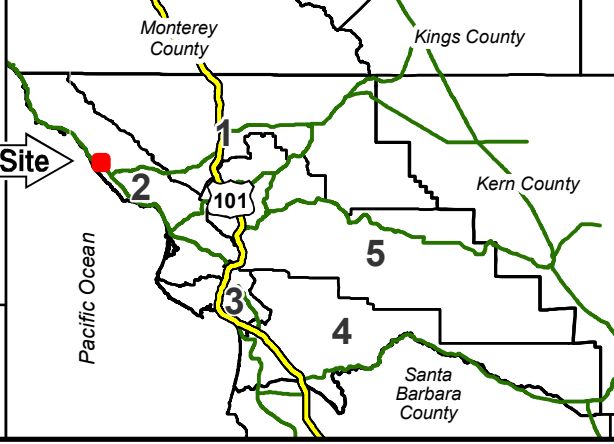 Monterey
County
Kings County
1
Site
2
Kern County
101
Pacific Ocean
5
3
4
Santa
Barbara
County